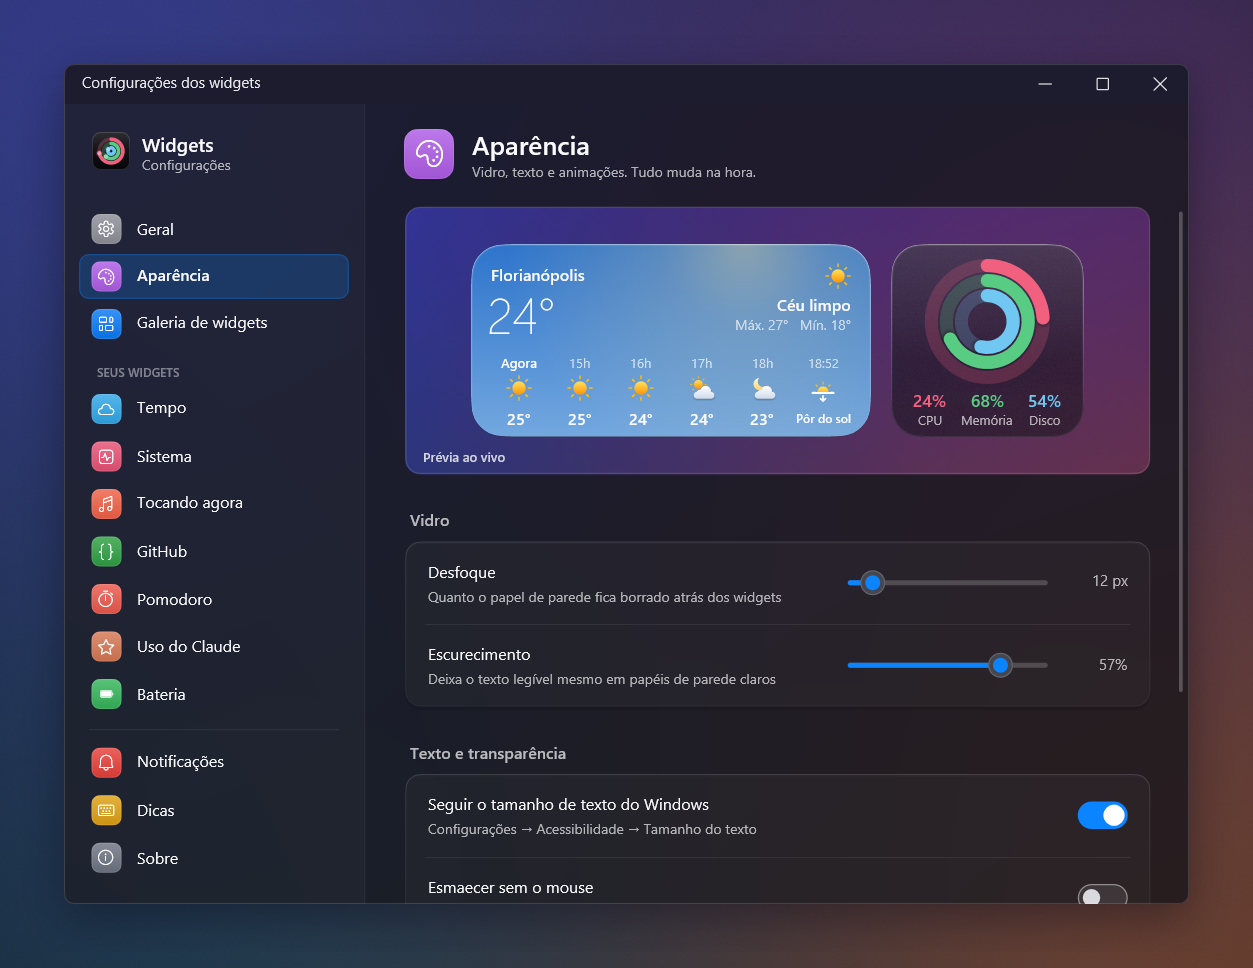 Configurações dos widgets
Widgets
Configurações
Geral
Aparência
Galeria de widgets
SEUS WIDGETS
Tempo
Sistema
Tocando agora
GitHub
Pomodoro
Uso do Claude
Bateria
Notificações
Dicas
Sobre
Aparência
Vidro, texto e animações. Tudo muda na hora.
Florianópolis
24°
Céu limpo
Máx. 27° Mín. 18°
Agora 15h 16h 17h 18h 18:52
25° 25° 24° 24° 23° Pôr do sol
24% 68% 54%
CPU Memória Disco
Prévia ao vivo
Vidro
Desfoque
Quanto o papel de parede fica borrado atrás dos widgets
12 px
Escurecimento
Deixa o texto legível mesmo em papéis de parede claros
57%
Texto e transparência
Seguir o tamanho de texto do Windows
Configurações → Acessibilidade → Tamanho do texto
Esmaecer sem o mouse